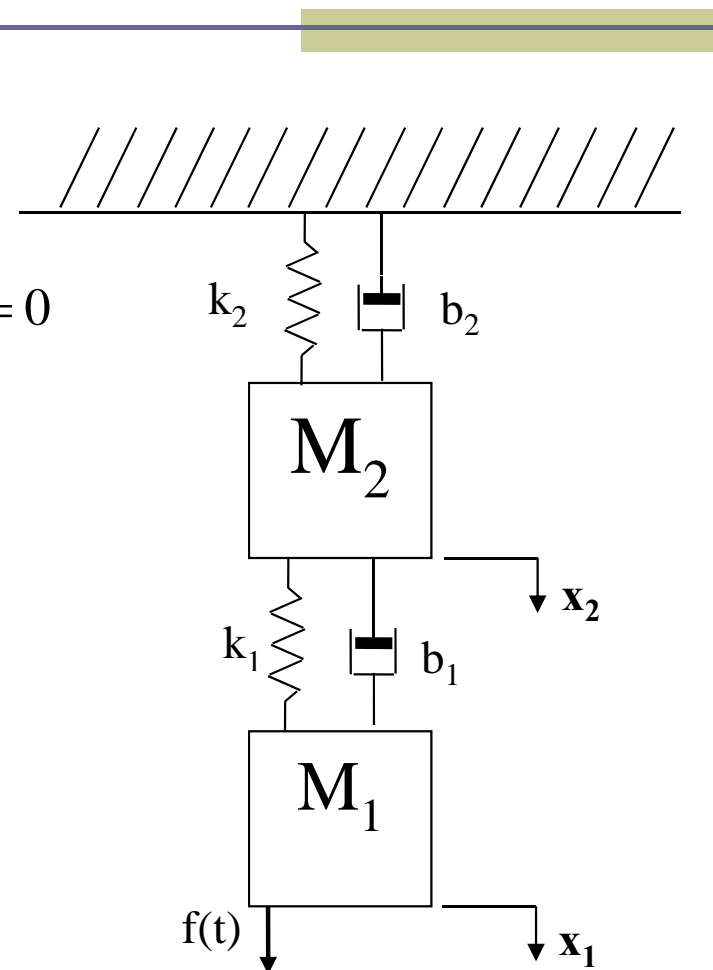 = 0
k₂
b₂
M₂
x₂
k₁
b₁
M₁
f(t)
x₁